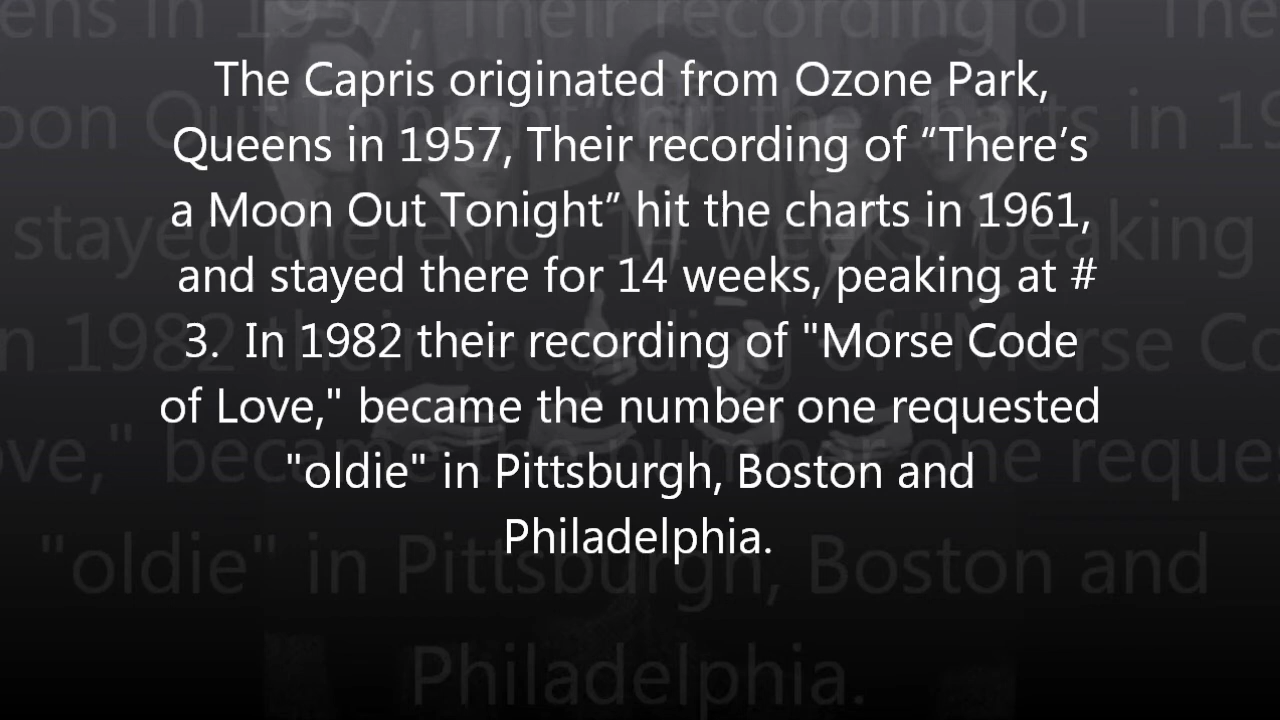 The Capris originated from Ozone Park,
Queens in 1957, Their recording of “There’s
a Moon Out Tonight” hit the charts in 1961,
and stayed there for 14 weeks, peaking at #
3.  In 1982 their recording of "Morse Code
of Love," became the number one requested
"oldie" in Pittsburgh, Boston and
Philadelphia.